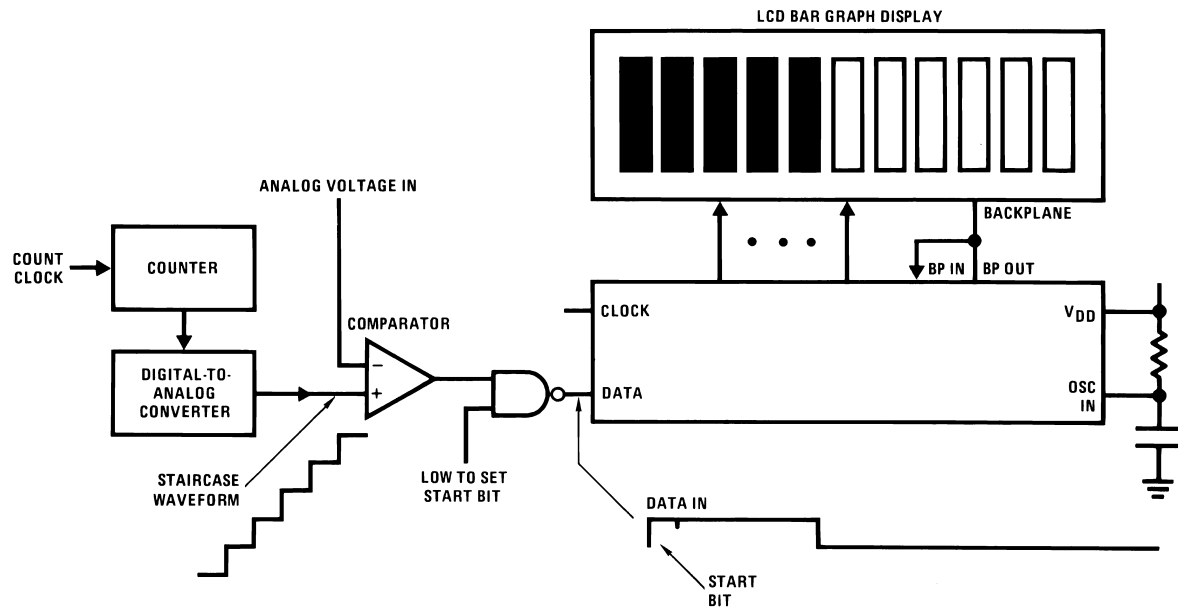 LCD BAR GRAPH DISPLAY
ANALOG VOLTAGE IN
BACKPLANE
COUNT
CLOCK
COUNTER
BP IN
BP OUT
COMPARATOR
CLOCK
VDD
DIGITAL-TO-
ANALOG
CONVERTER
−
+
DATA
OSC
IN
STAIRCASE
WAVEFORM
LOW TO SET
START BIT
DATA IN
START
BIT